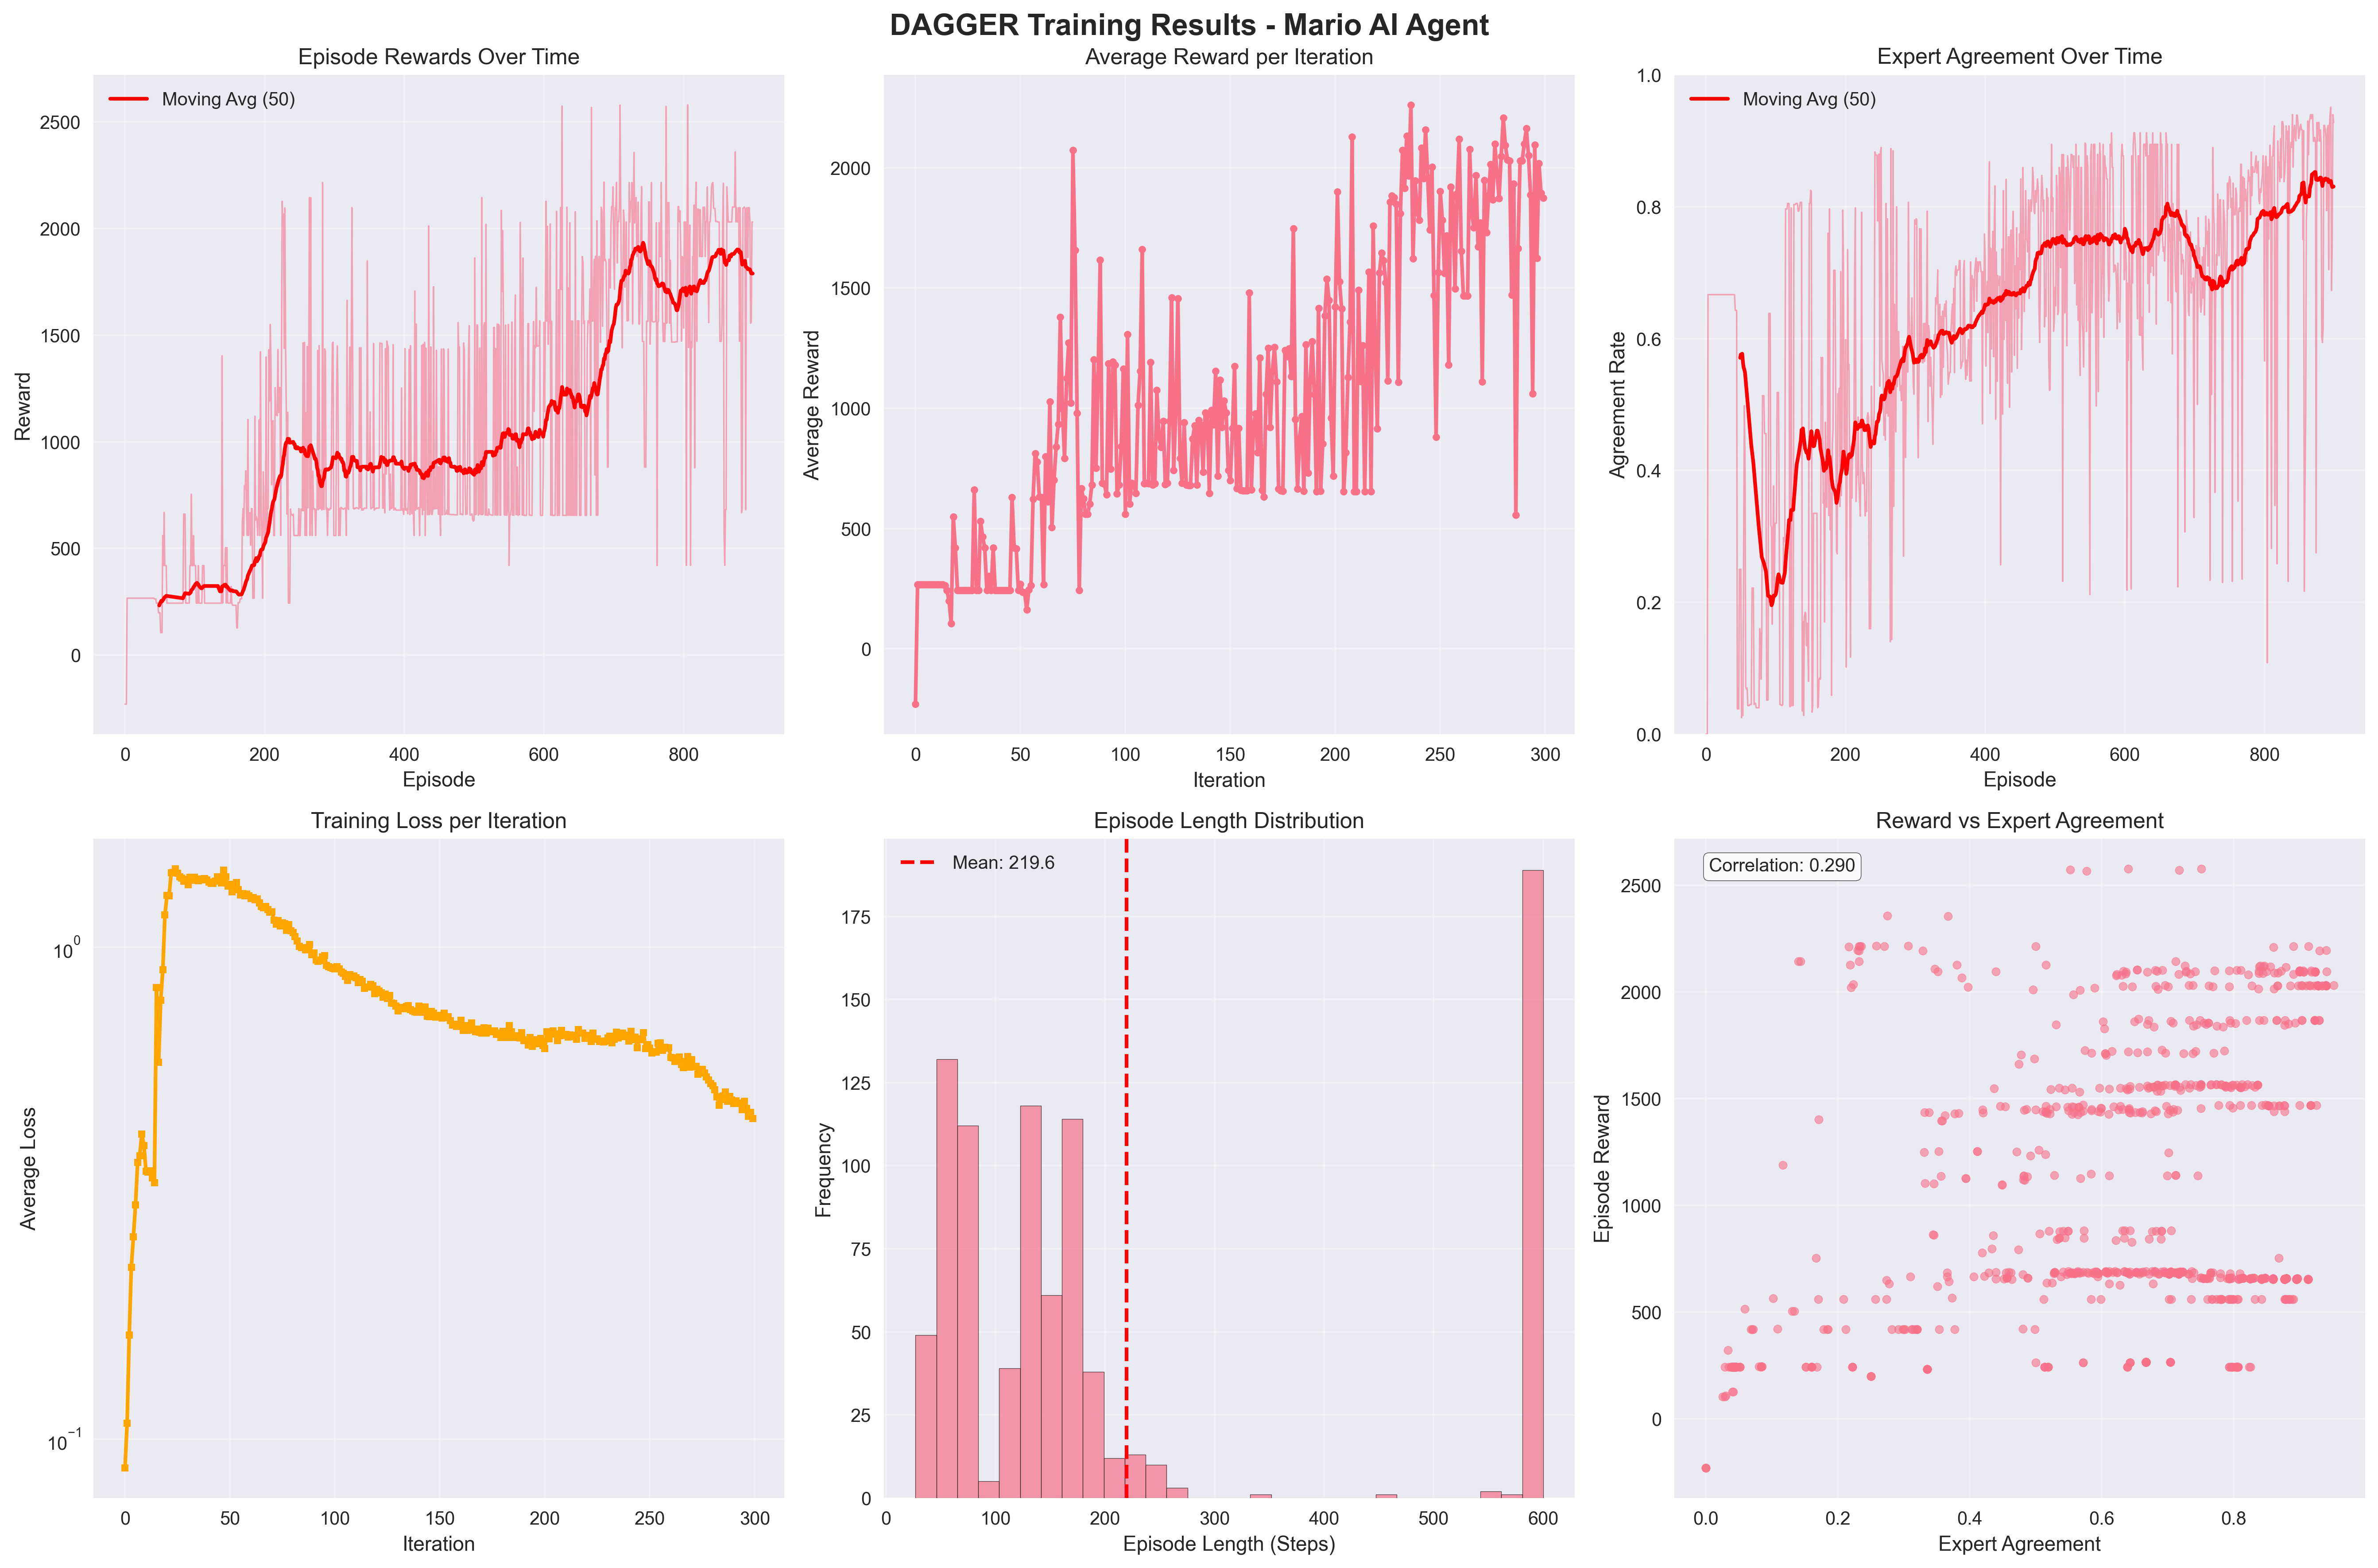 DAGGER Training Results - Mario AI Agent
Episode Rewards Over Time
Moving Avg (50)
2500
2000
1500
1000
500
0
Reward
0 200 400 600 800
Episode
Average Reward per Iteration
2000
1500
1000
500
0
Average Reward
0 50 100 150 200 250 300
Iteration
Expert Agreement Over Time
Moving Avg (50)
1.0
0.8
0.6
0.4
0.2
0.0
Agreement Rate
0 200 400 600 800
Episode
Training Loss per Iteration
10⁰
10⁻¹
Average Loss
0 50 100 150 200 250 300
Iteration
Episode Length Distribution
Mean: 219.6
175
150
125
100
75
50
25
0
Frequency
0 100 200 300 400 500 600
Episode Length (Steps)
Reward vs Expert Agreement
Correlation: 0.290
2500
2000
1500
1000
500
0
Episode Reward
0.0 0.2 0.4 0.6 0.8
Expert Agreement